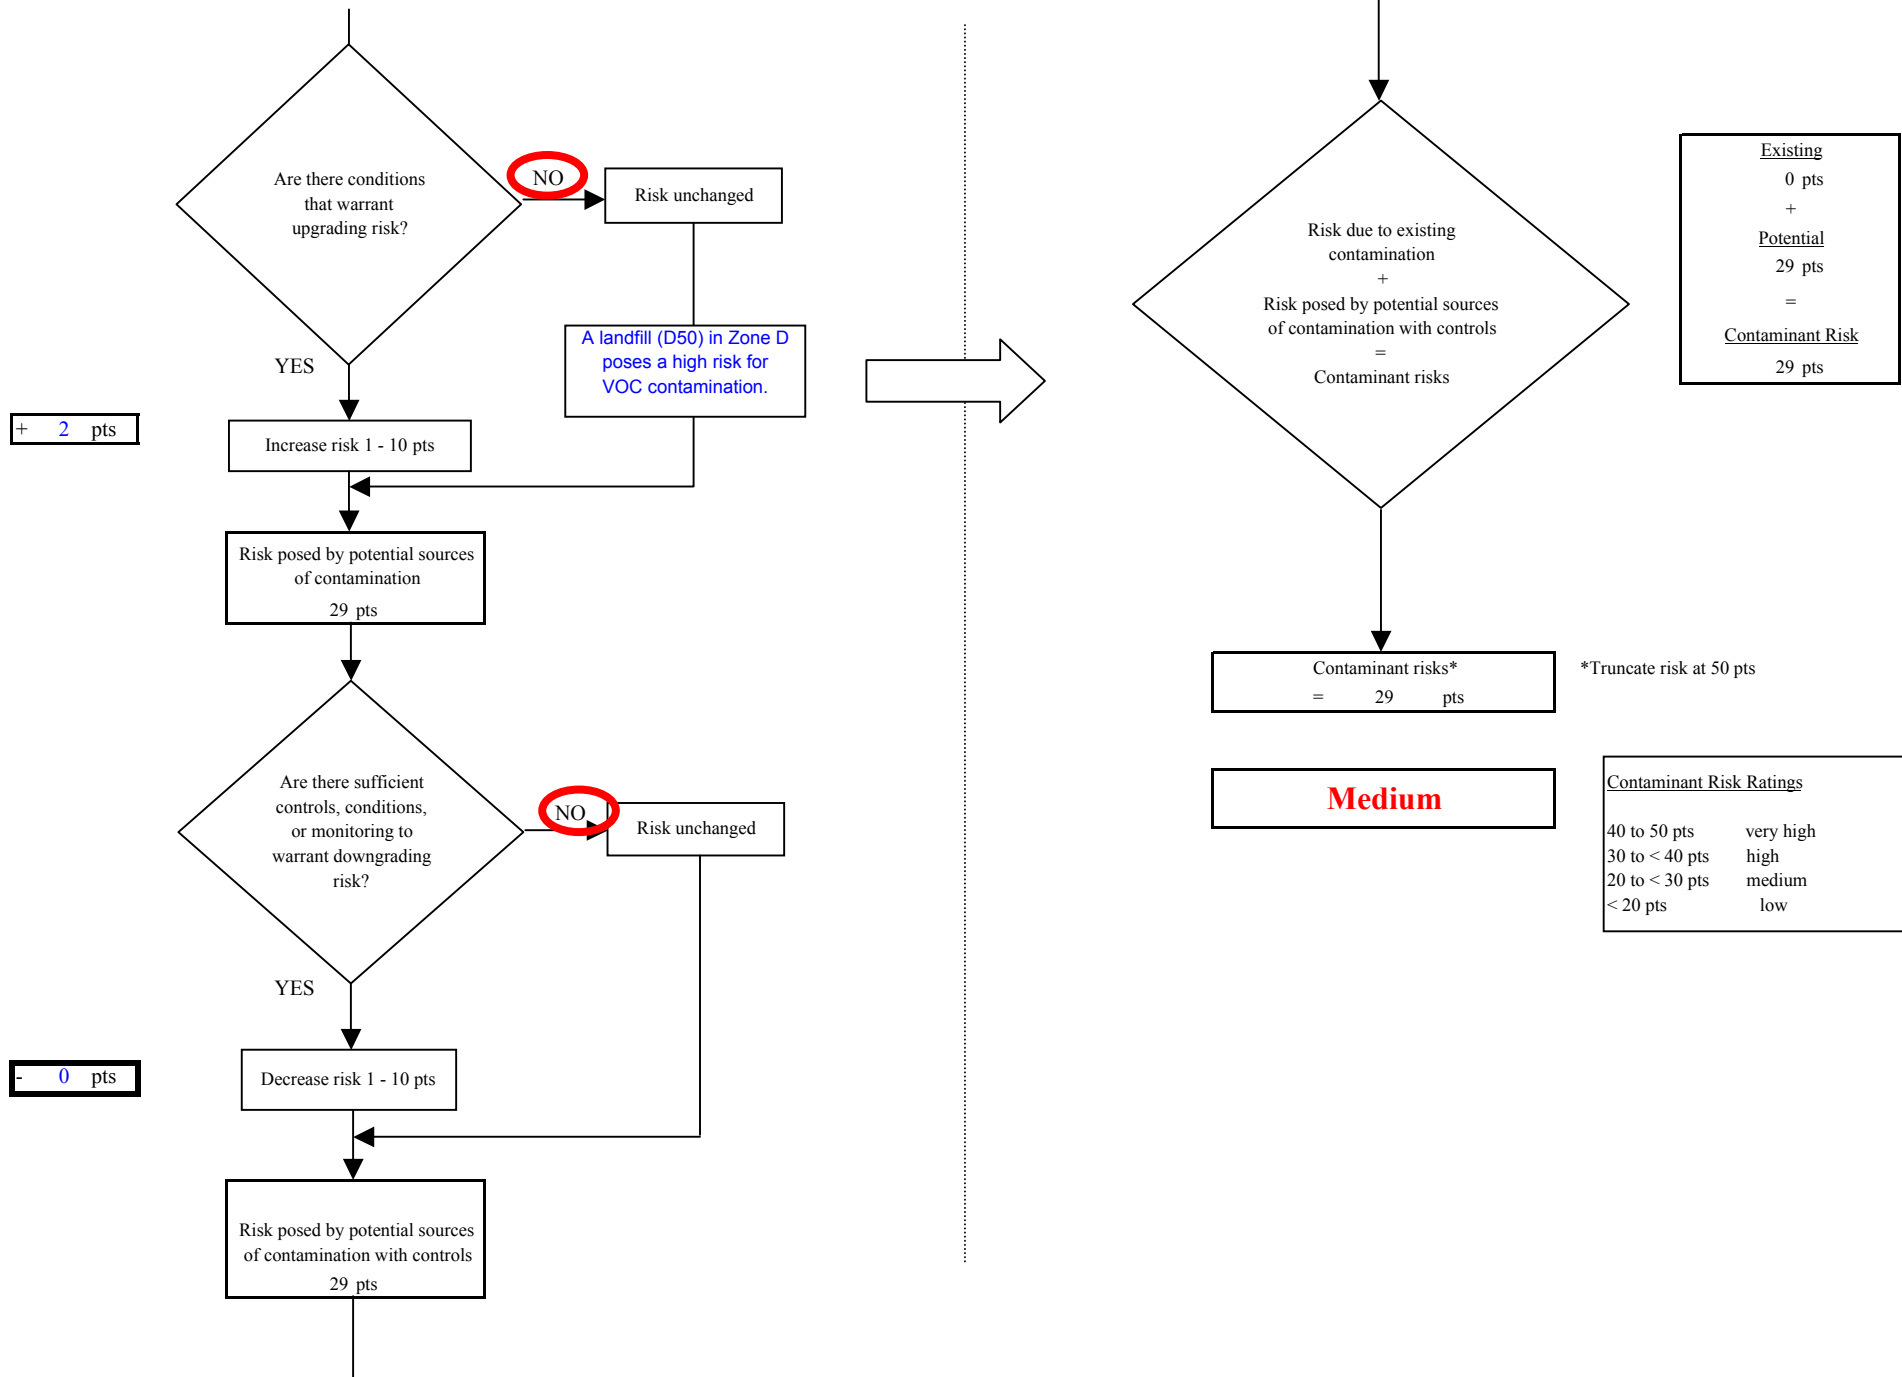 Are there conditions
that warrant
upgrading risk?
NO
Risk unchanged
A landfill (D50) in Zone D
poses a high risk for
VOC contamination.
YES
+ 2 pts
Increase risk 1 - 10 pts
Risk posed by potential sources
of contamination
29 pts
Are there sufficient
controls, conditions,
or monitoring to
warrant downgrading
risk?
NO
Risk unchanged
YES
- 0 pts
Decrease risk 1 - 10 pts
Risk posed by potential sources
of contamination with controls
29 pts
Risk due to existing
contamination
+
Risk posed by potential sources
of contamination with controls
=
Contaminant risks
Existing
0 pts
+
Potential
29 pts
=
Contaminant Risk
29 pts
Contaminant risks*
= 29 pts
*Truncate risk at 50 pts
Medium
Contaminant Risk Ratings
40 to 50 pts very high
30 to < 40 pts high
20 to < 30 pts medium
< 20 pts low